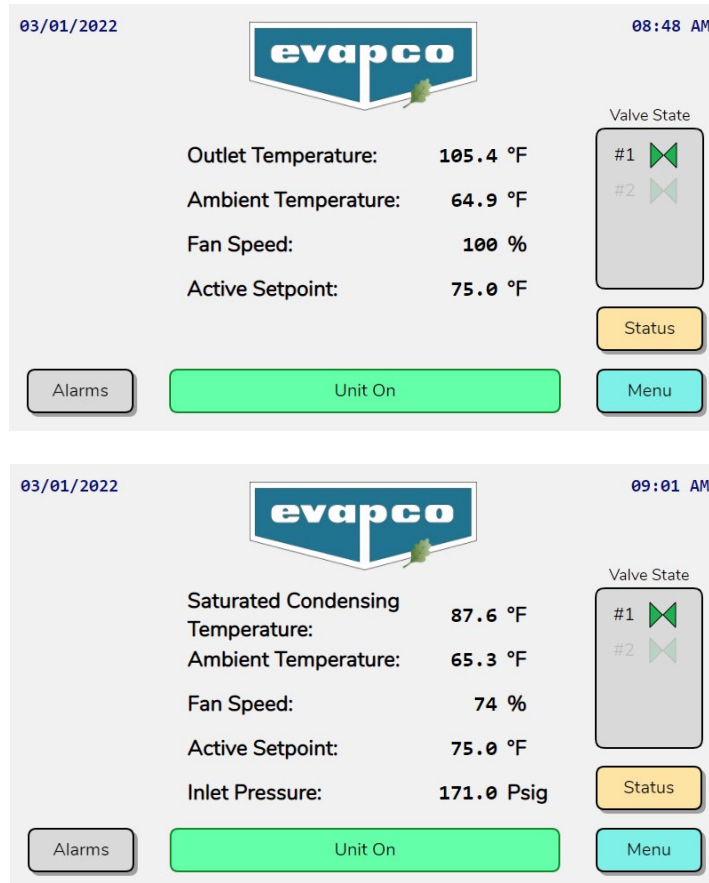 03/01/2022
08:48 AM
evapco
Valve State
Outlet Temperature: 105.4 °F
#1
Ambient Temperature: 64.9 °F
#2
Fan Speed: 100 %
Active Setpoint: 75.0 °F
Status
Alarms
Unit On
Menu
03/01/2022
09:01 AM
evapco
Valve State
Saturated Condensing
Temperature: 87.6 °F
#1
Ambient Temperature: 65.3 °F
#2
Fan Speed: 74 %
Active Setpoint: 75.0 °F
Inlet Pressure: 171.0 Psig
Status
Alarms
Unit On
Menu